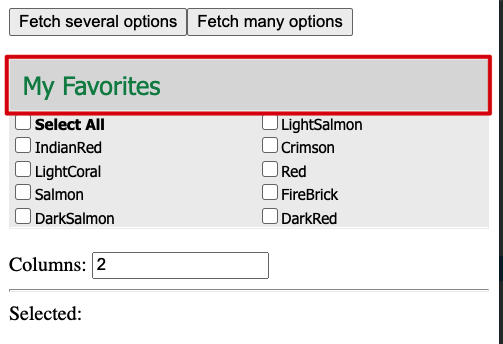 Fetch several options Fetch many options
My Favorites
Select All LightSalmon
IndianRed Crimson
LightCoral Red
Salmon FireBrick
DarkSalmon DarkRed
Columns: 2
Selected: